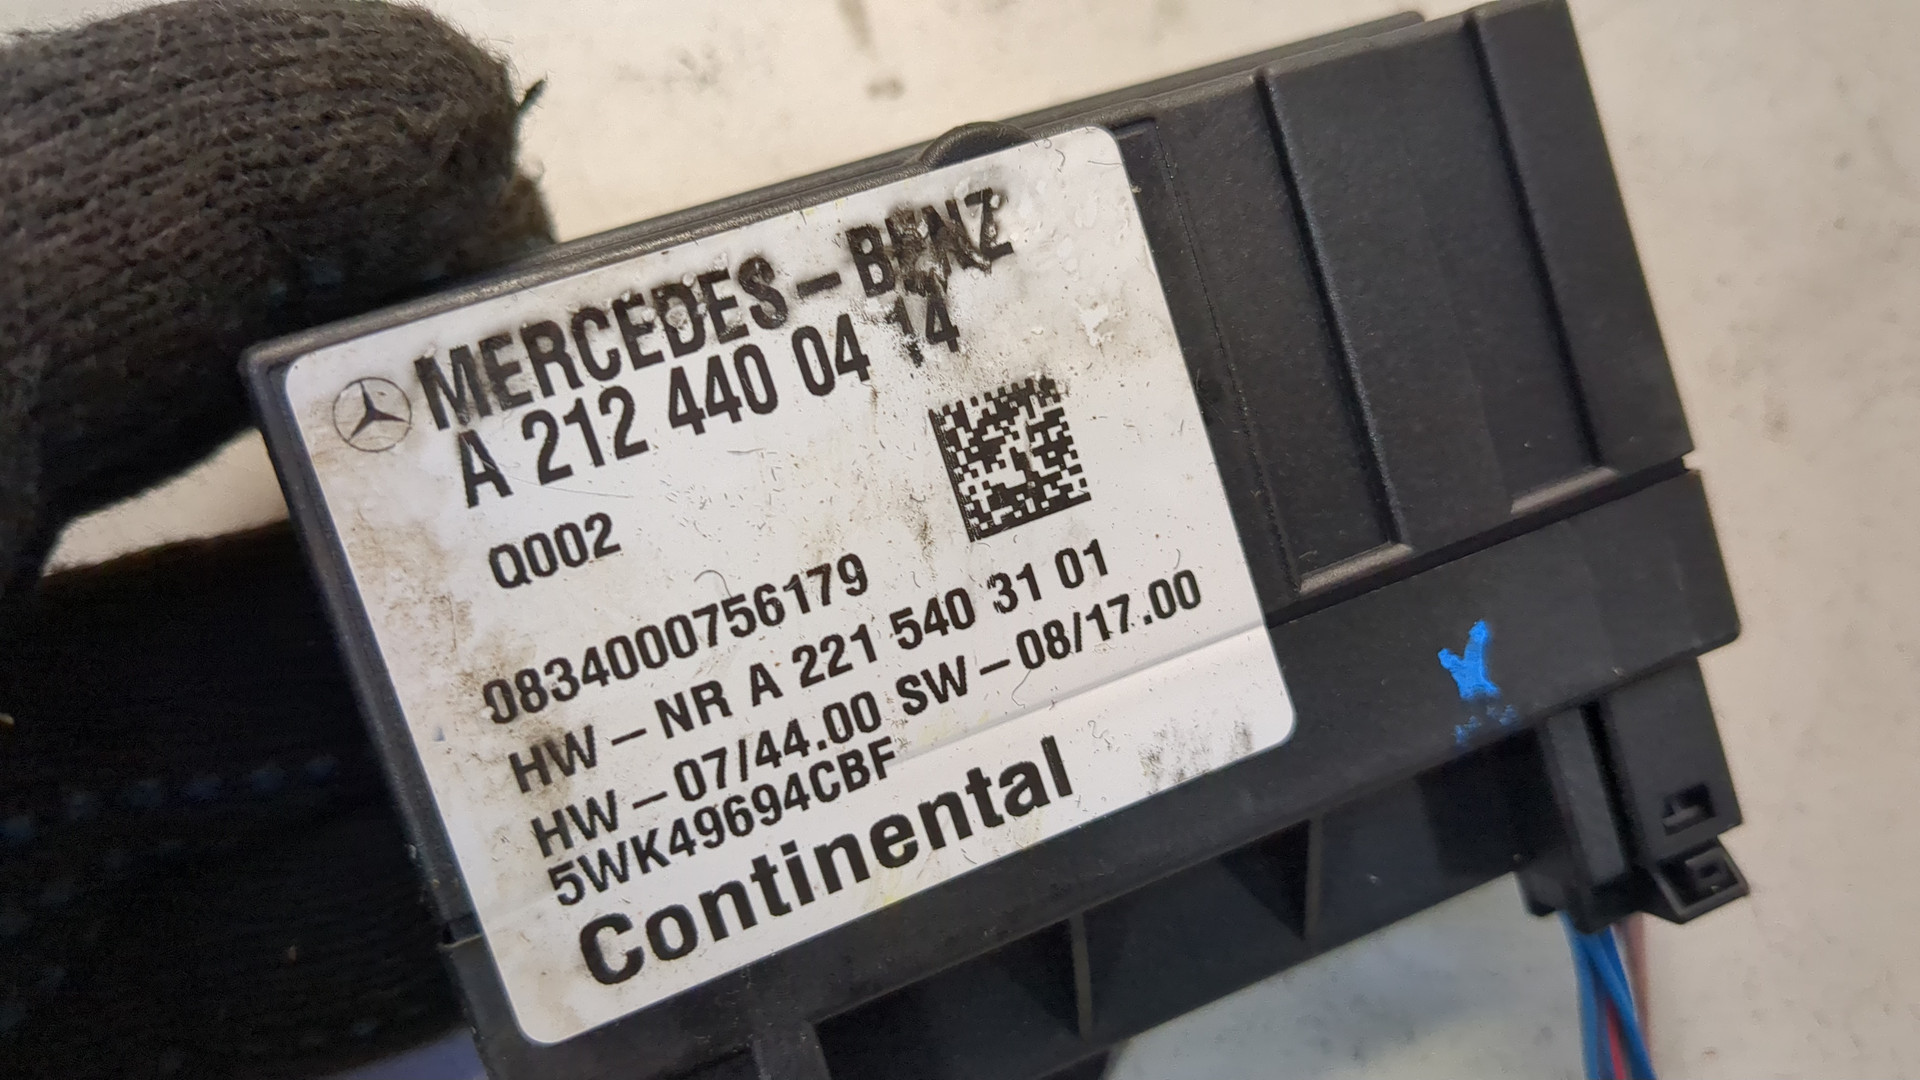 MERCEDES-BENZ
A 212 440 04 14
Q002
0834000756179
HW-NR A 221 540 31 01
HW-07/44.00 SW-08/17.00
5WK49694CBF
Continental